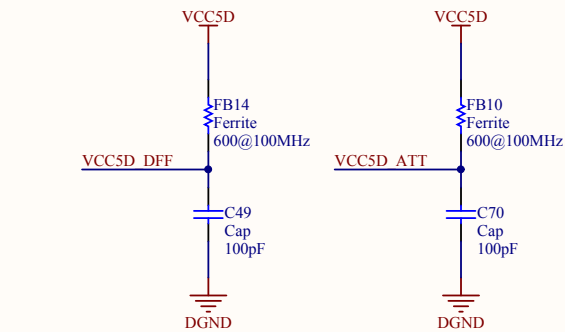 VCC5D
FB14
Ferrite
600@100MHz
VCC5D_DFF
C49
Cap
100pF
DGND
VCC5D
FB10
Ferrite
600@100MHz
VCC5D_ATT
C70
Cap
100pF
DGND